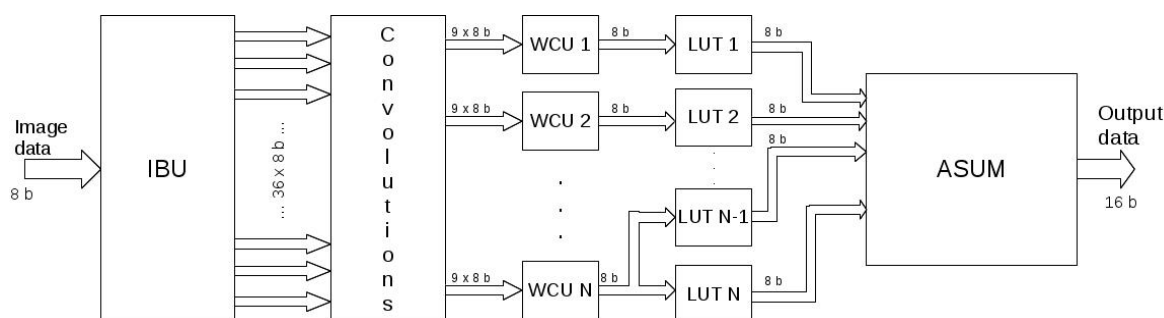 Image
data
8 b
IBU
... 36 x 8 b ...
Convolutions
9 x 8 b
WCU 1
8 b
LUT 1
8 b
9 x 8 b
WCU 2
8 b
LUT 2
8 b
8 b
LUT N-1
9 x 8 b
WCU N
8 b
LUT N
8 b
ASUM
Output
data
16 b